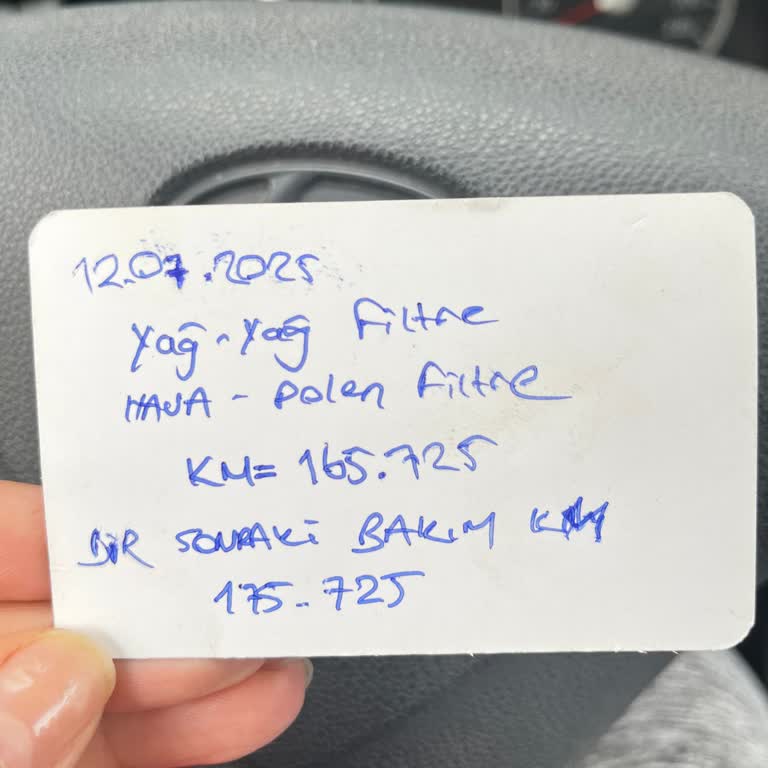 12.07.2025
Yağ - Yağ Filtre
HAVA - Polen Filtre
KM= 165.725
BİR SONRAKİ BAKIM KM
175.725